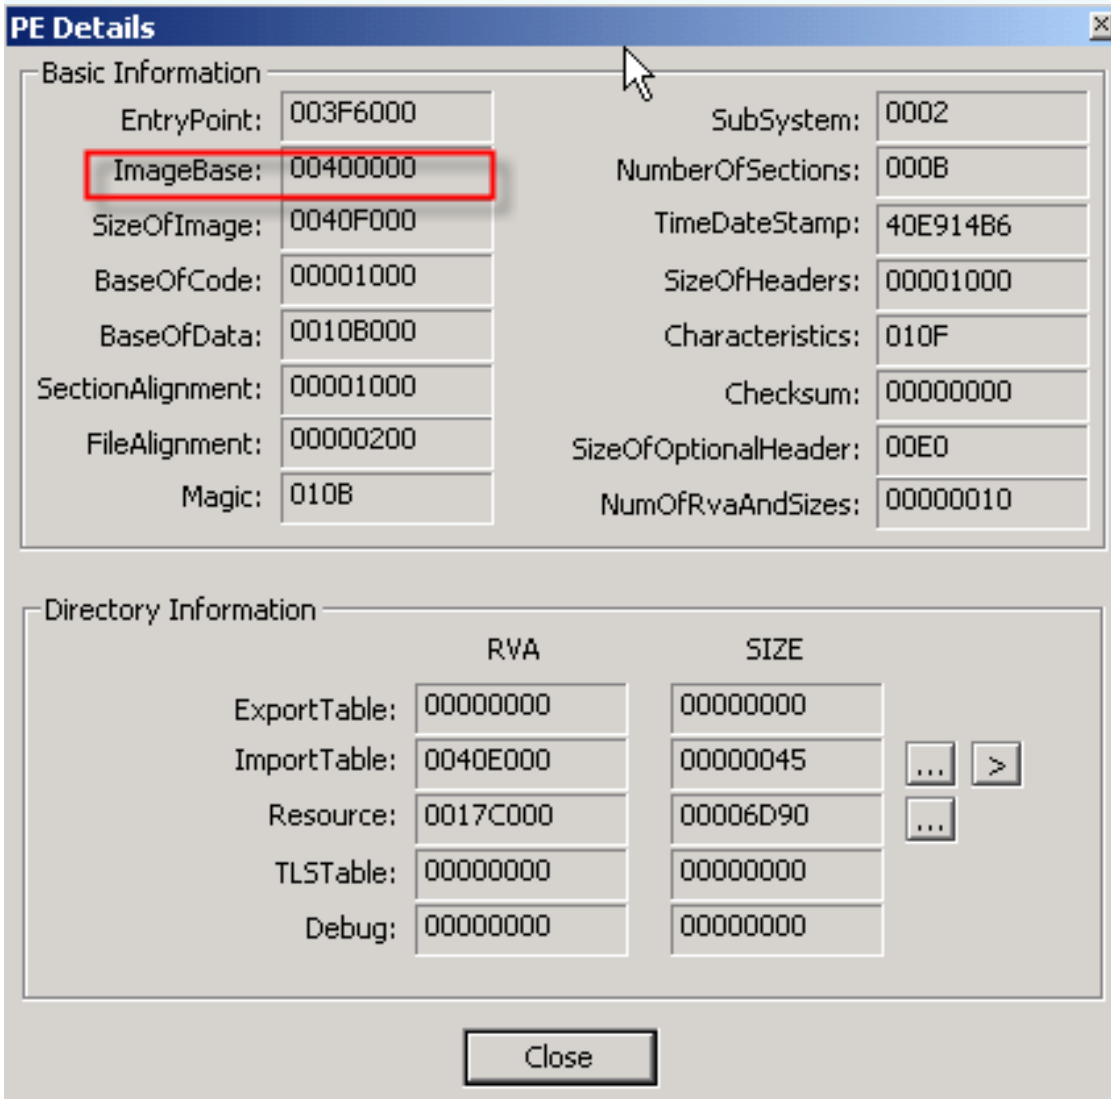 PE Details
Basic Information
EntryPoint: 003F6000 SubSystem: 0002
ImageBase: 00400000 NumberOfSections: 000B
SizeOfImage: 0040F000 TimeDateStamp: 40E914B6
BaseOfCode: 00001000 SizeOfHeaders: 00001000
BaseOfData: 0010B000 Characteristics: 010F
SectionAlignment: 00001000 Checksum: 00000000
FileAlignment: 00000200 SizeOfOptionalHeader: 00E0
Magic: 010B NumOfRvaAndSizes: 00000010
Directory Information
RVA SIZE
ExportTable: 00000000 00000000
ImportTable: 0040E000 00000045 ... >
Resource: 0017C000 00006D90 ...
TLSTable: 00000000 00000000
Debug: 00000000 00000000
Close